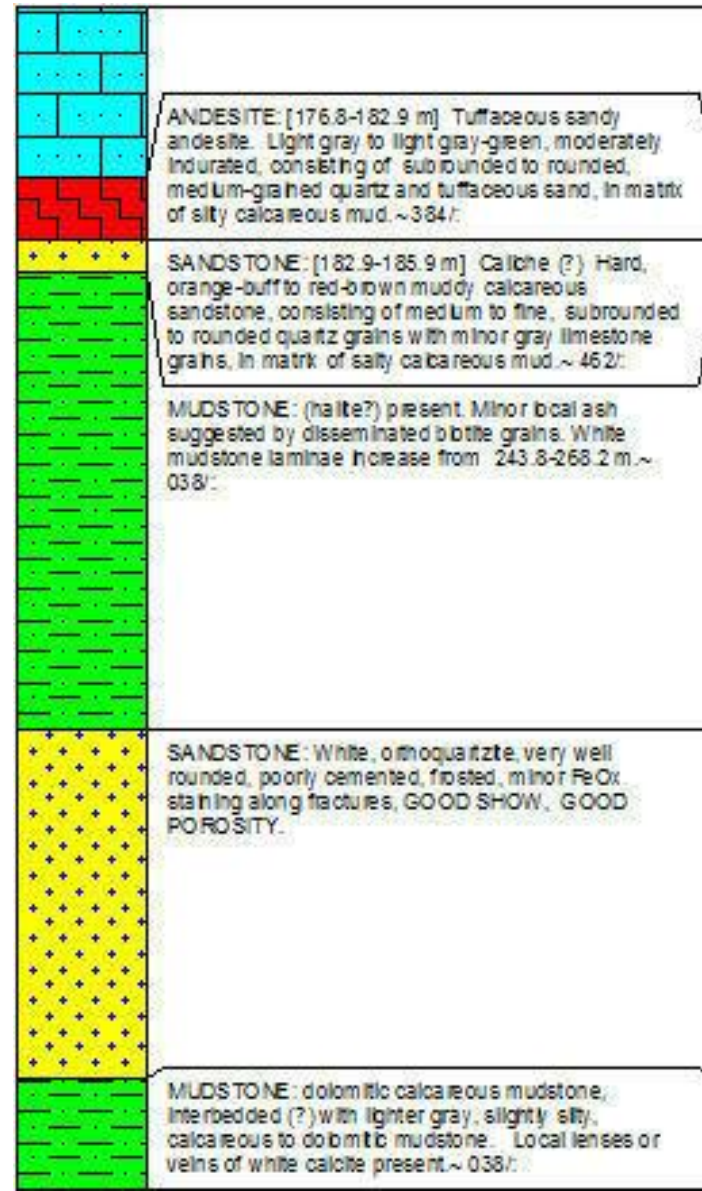 ANDESITE: [176.8-182.9 m] Tuffaceous sandy
andesite. Light gray to light gray-green, moderately
indurated, consisting of subrounded to rounded,
medium-grained quartz and tuffaceous sand, in matrix
of silty calcareous mud.~384/:
SANDSTONE: [182.9-185.9 m] Caliche (?) Hard,
orange-buff to red-brown muddy calcareous
sandstone, consisting of medium to fine, subrounded
to rounded quartz grains with minor gray limestone
grains, in matrix of salty calcareous mud.~ 462/:
MUDSTONE: (halite?) present. Minor local ash
suggested by disseminated biotite grains. White
mudstone laminae increase from 243.8-268.2 m.~
038/:
SANDSTONE: White, orthoquartzite, very well
rounded, poorly cemented, frosted, minor FeOx
staining along fractures, GOOD SHOW, GOOD
POROSITY.
MUDSTONE: dolomitic calcareous mudstone,
interbedded (?) with lighter gray, slightly silty,
calcareous to dolomitic mudstone. Local lenses or
veins of white calcite present.~ 038/: